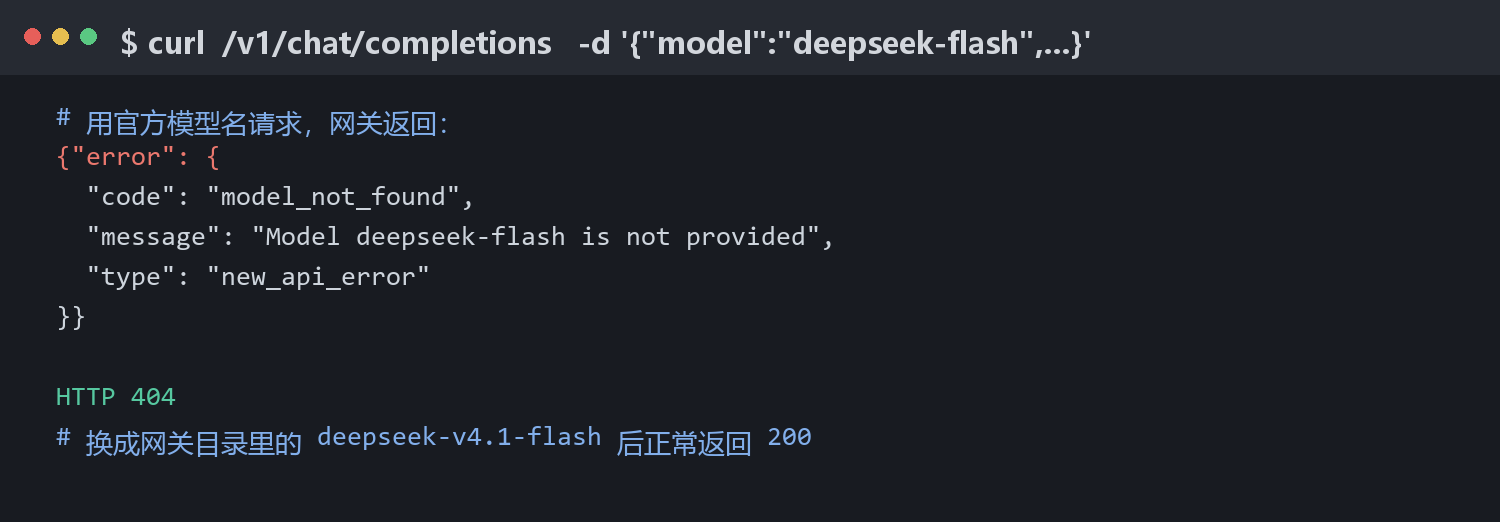 $ curl  /v1/chat/completions   -d '{"model":"deepseek-flash",...}'
# 用官方模型名请求，网关返回：
{"error": {
  "code": "model_not_found",
  "message": "Model deepseek-flash is not provided",
  "type": "new_api_error"
}}
HTTP 404
# 换成网关目录里的 deepseek-v4.1-flash 后正常返回 200